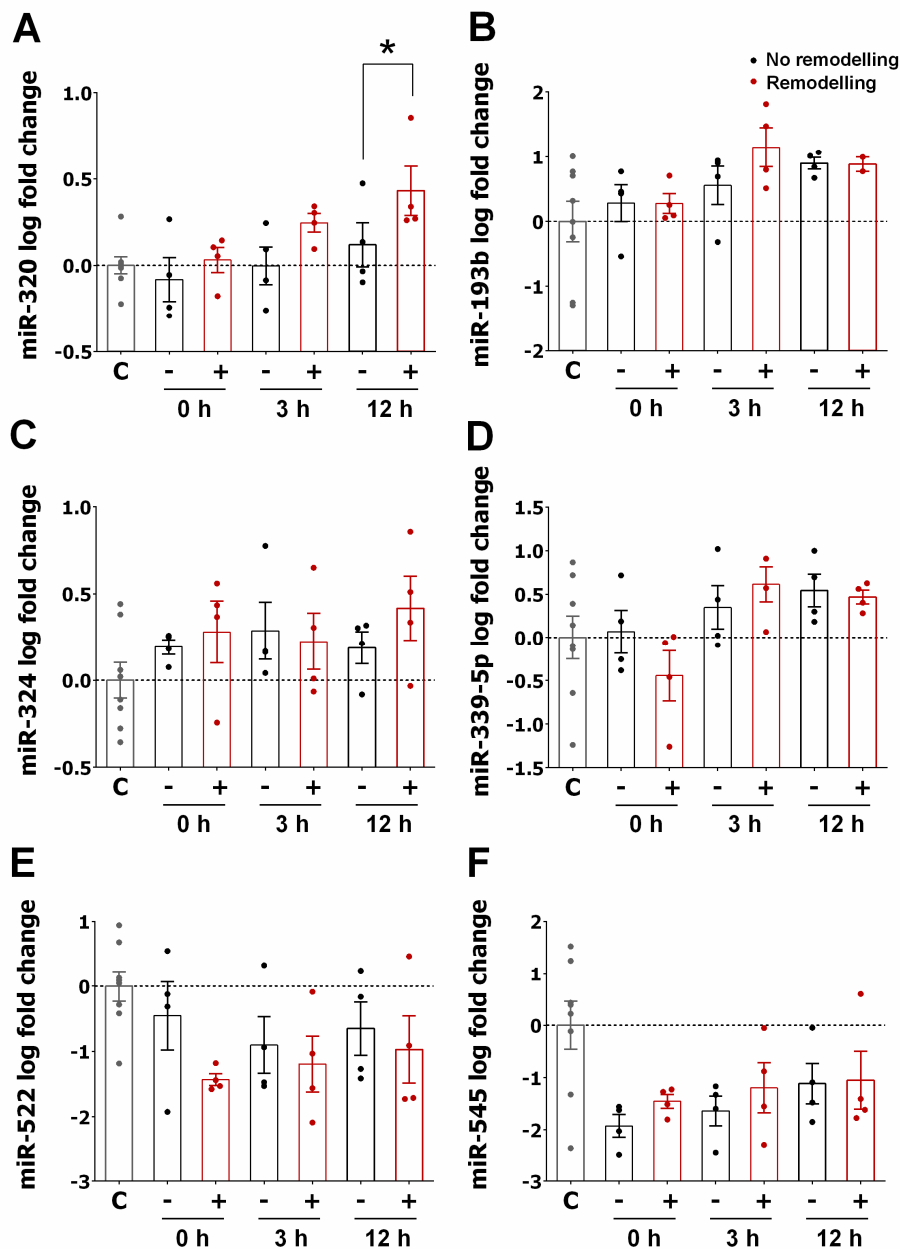 A
miR-320 log fold change
1.0
0.5
0.0
-0.5
*
C - + - + - +
0 h 3 h 12 h
B
No remodelling
Remodelling
miR-193b log fold change
2
1
0
-1
-2
C - + - + - +
0 h 3 h 12 h
C
miR-324 log fold change
1.0
0.5
0.0
-0.5
C - + - + - +
0 h 3 h 12 h
D
miR-339-5p log fold change
1.5
1.0
0.5
0.0
-0.5
-1.0
-1.5
C - + - + - +
0 h 3 h 12 h
E
miR-522 log fold change
1
0
-1
-2
-3
C - + - + - +
0 h 3 h 12 h
F
miR-545 log fold change
2
1
0
-1
-2
-3
C - + - + - +
0 h 3 h 12 h